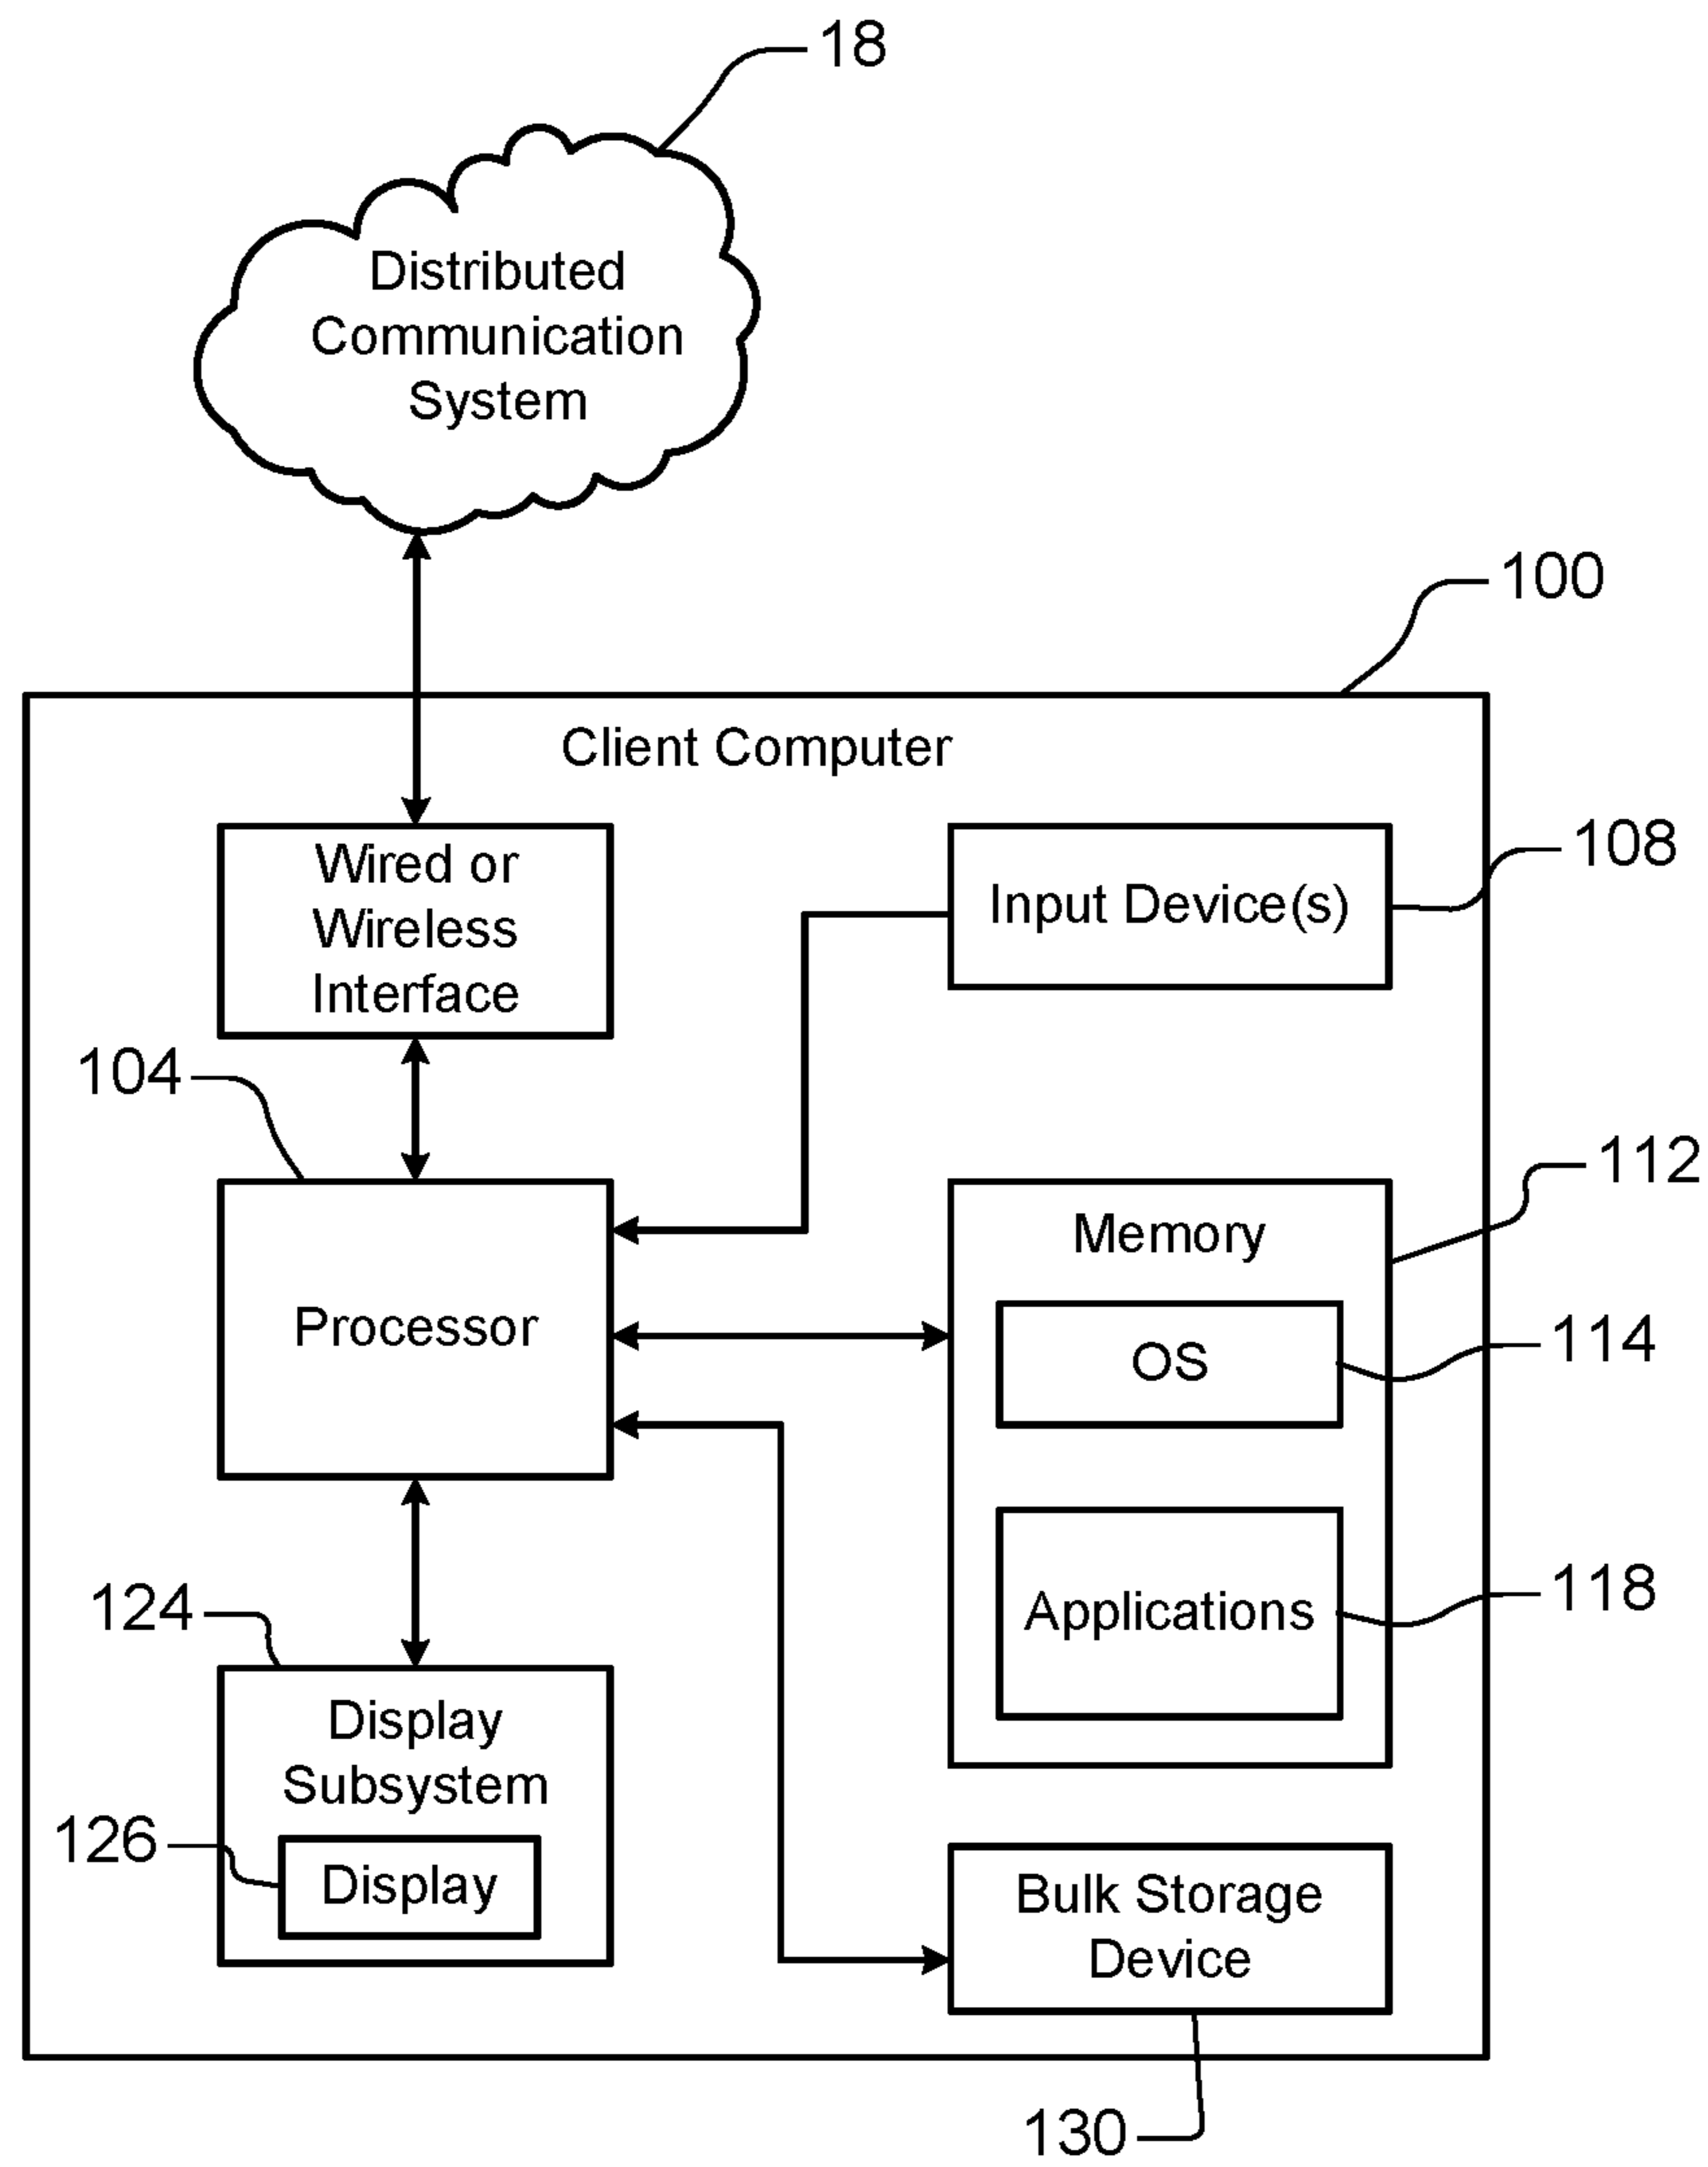 18
Distributed
Communication
System
100
Client Computer
Wired or
Wireless
Interface
Input Device(s)
108
104
Processor
Memory
112
OS
114
Applications
118
124
Display
Subsystem
126
Display
Bulk Storage
Device
130